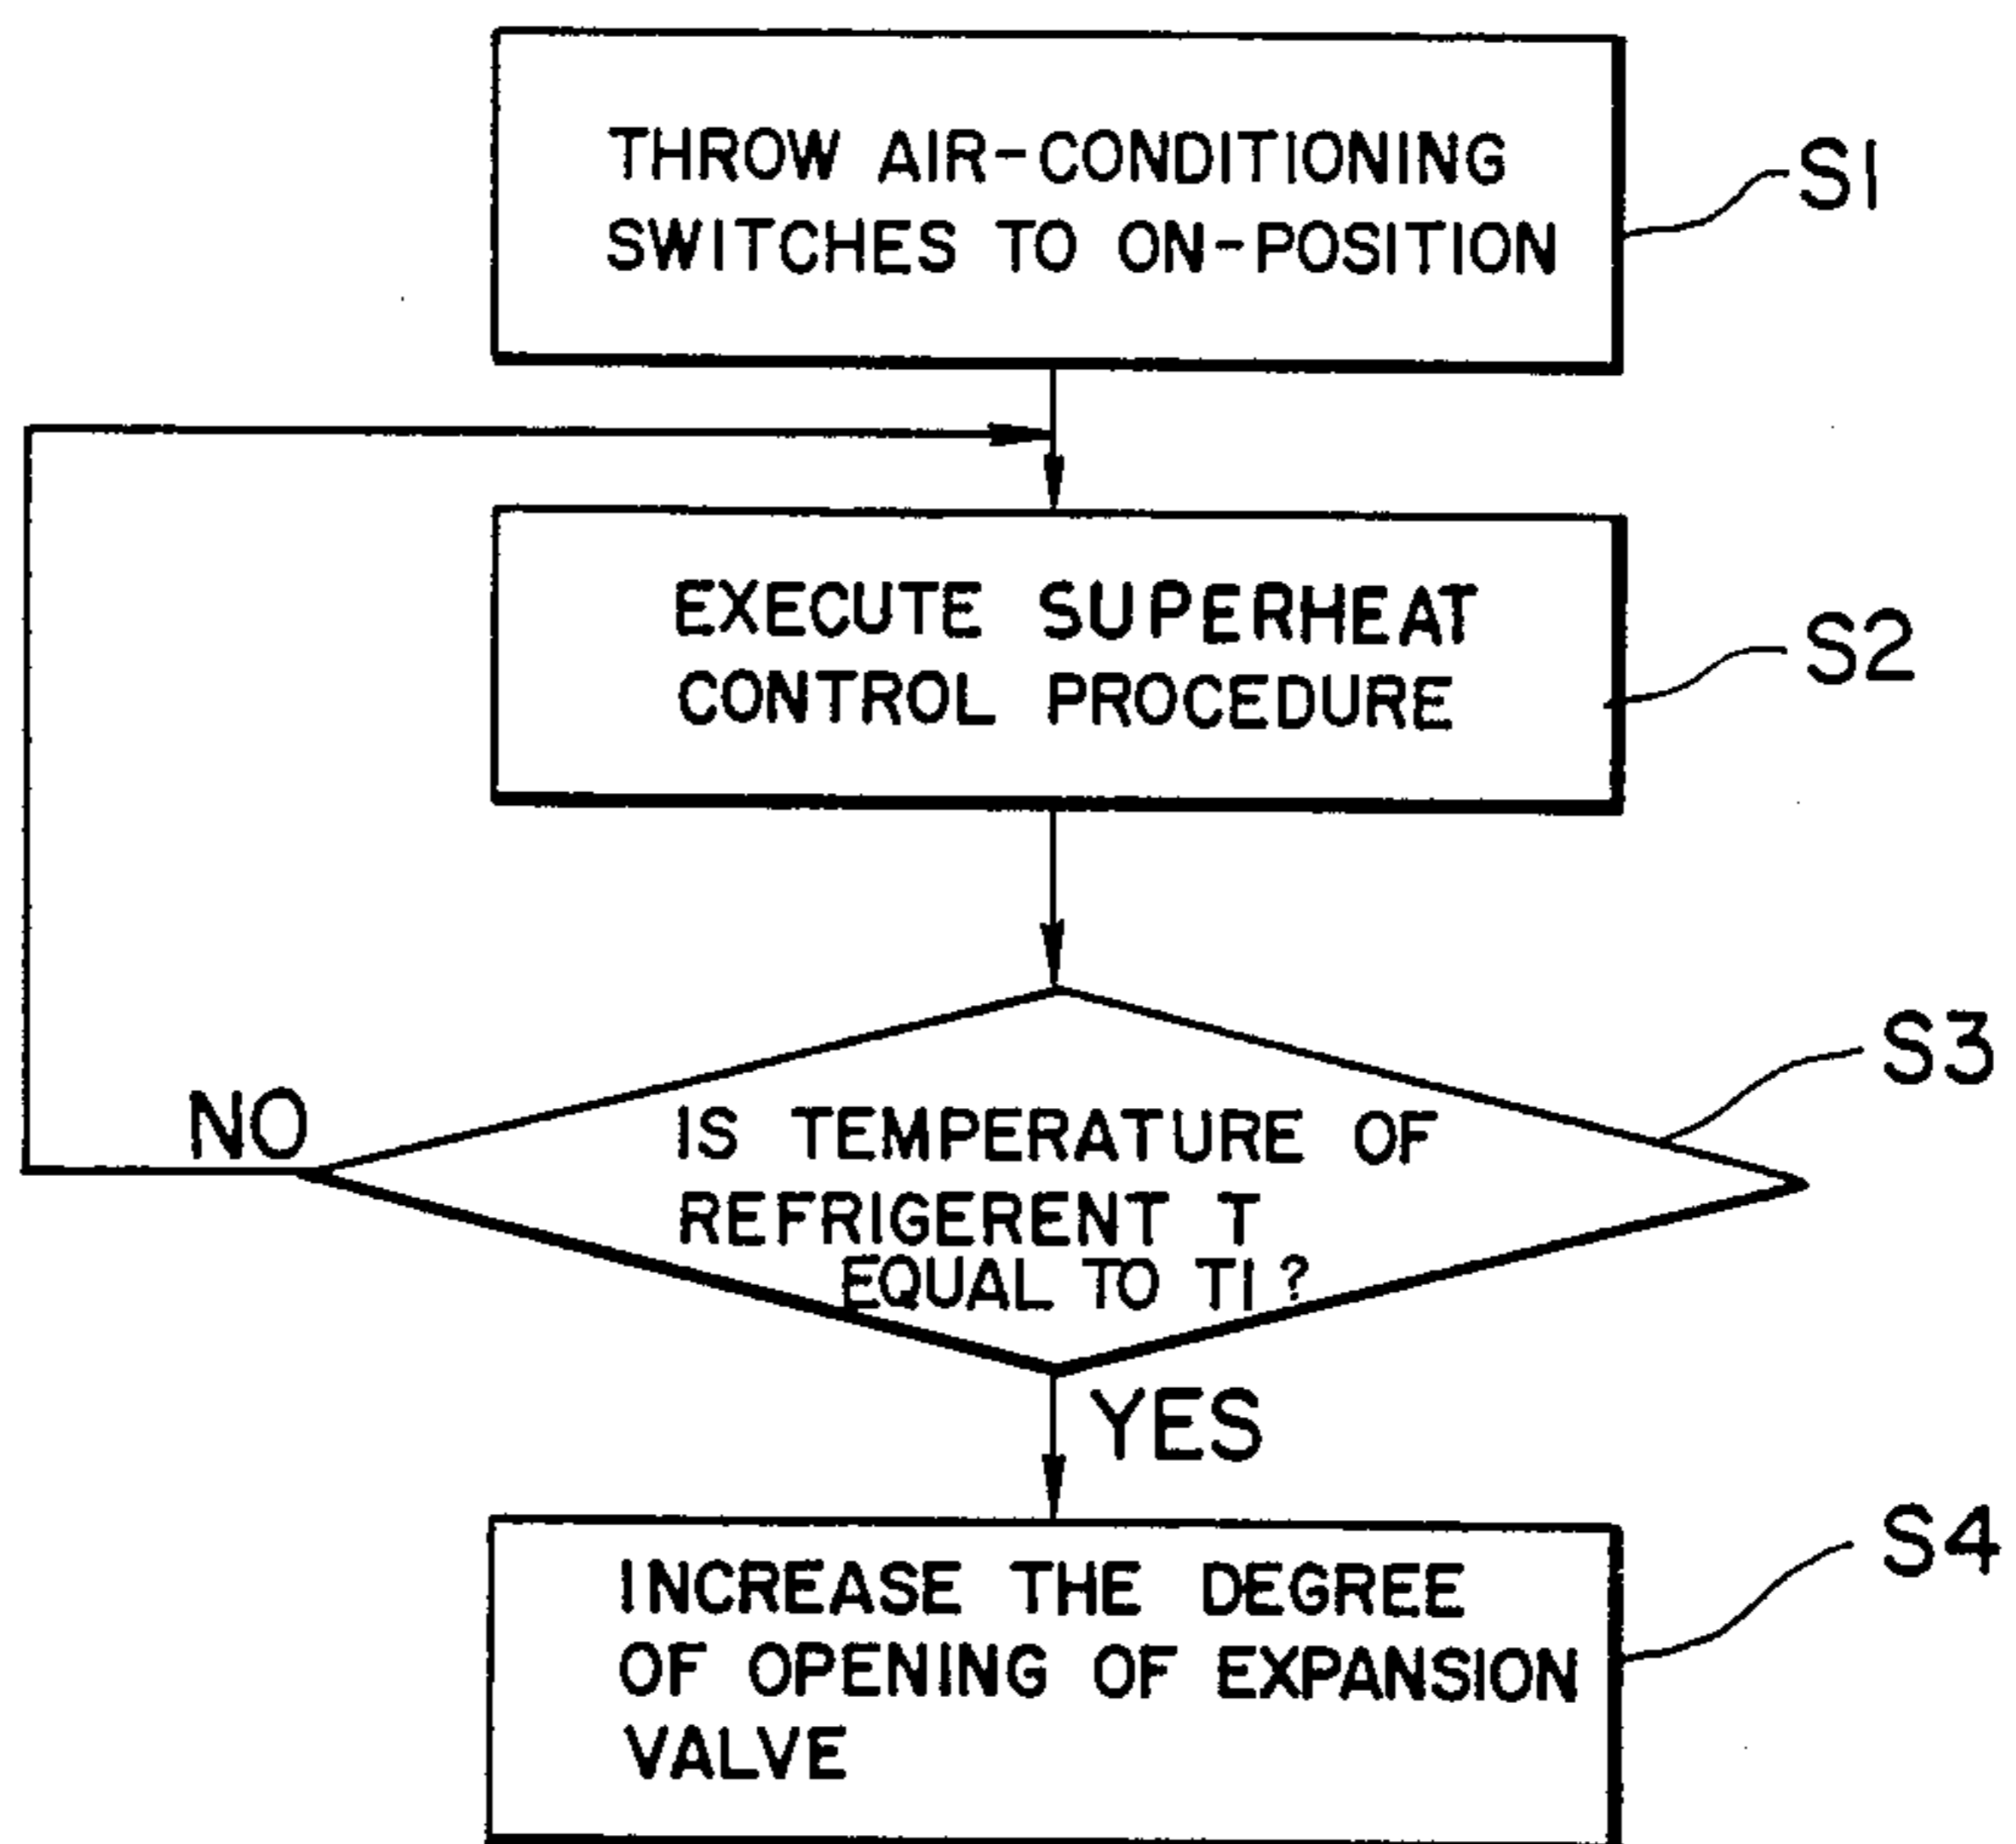 THROW AIR-CONDITIONING
SWITCHES TO ON-POSITION
S1
EXECUTE SUPERHEAT
CONTROL PROCEDURE
S2
S3
NO
IS TEMPERATURE OF
REFRIGERENT T
EQUAL TO T1?
YES
S4
INCREASE THE DEGREE
OF OPENING OF EXPANSION
VALVE